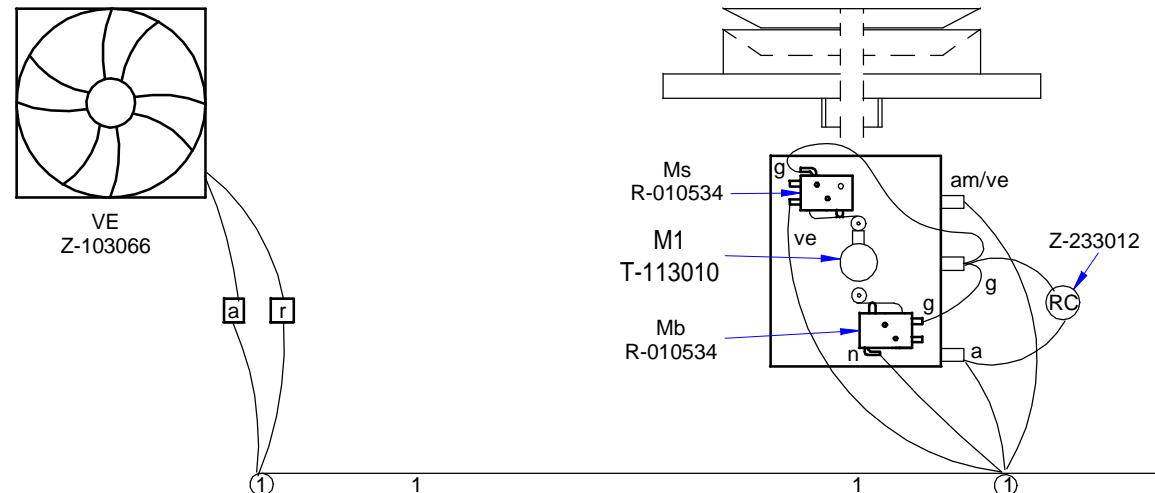 VE
Z-103066
a
r
1
1
Ms
R-010534
g
am/ve
ve
M1
T-113010
Z-233012
g
g
RC
Mb
R-010534
n
a
1
1